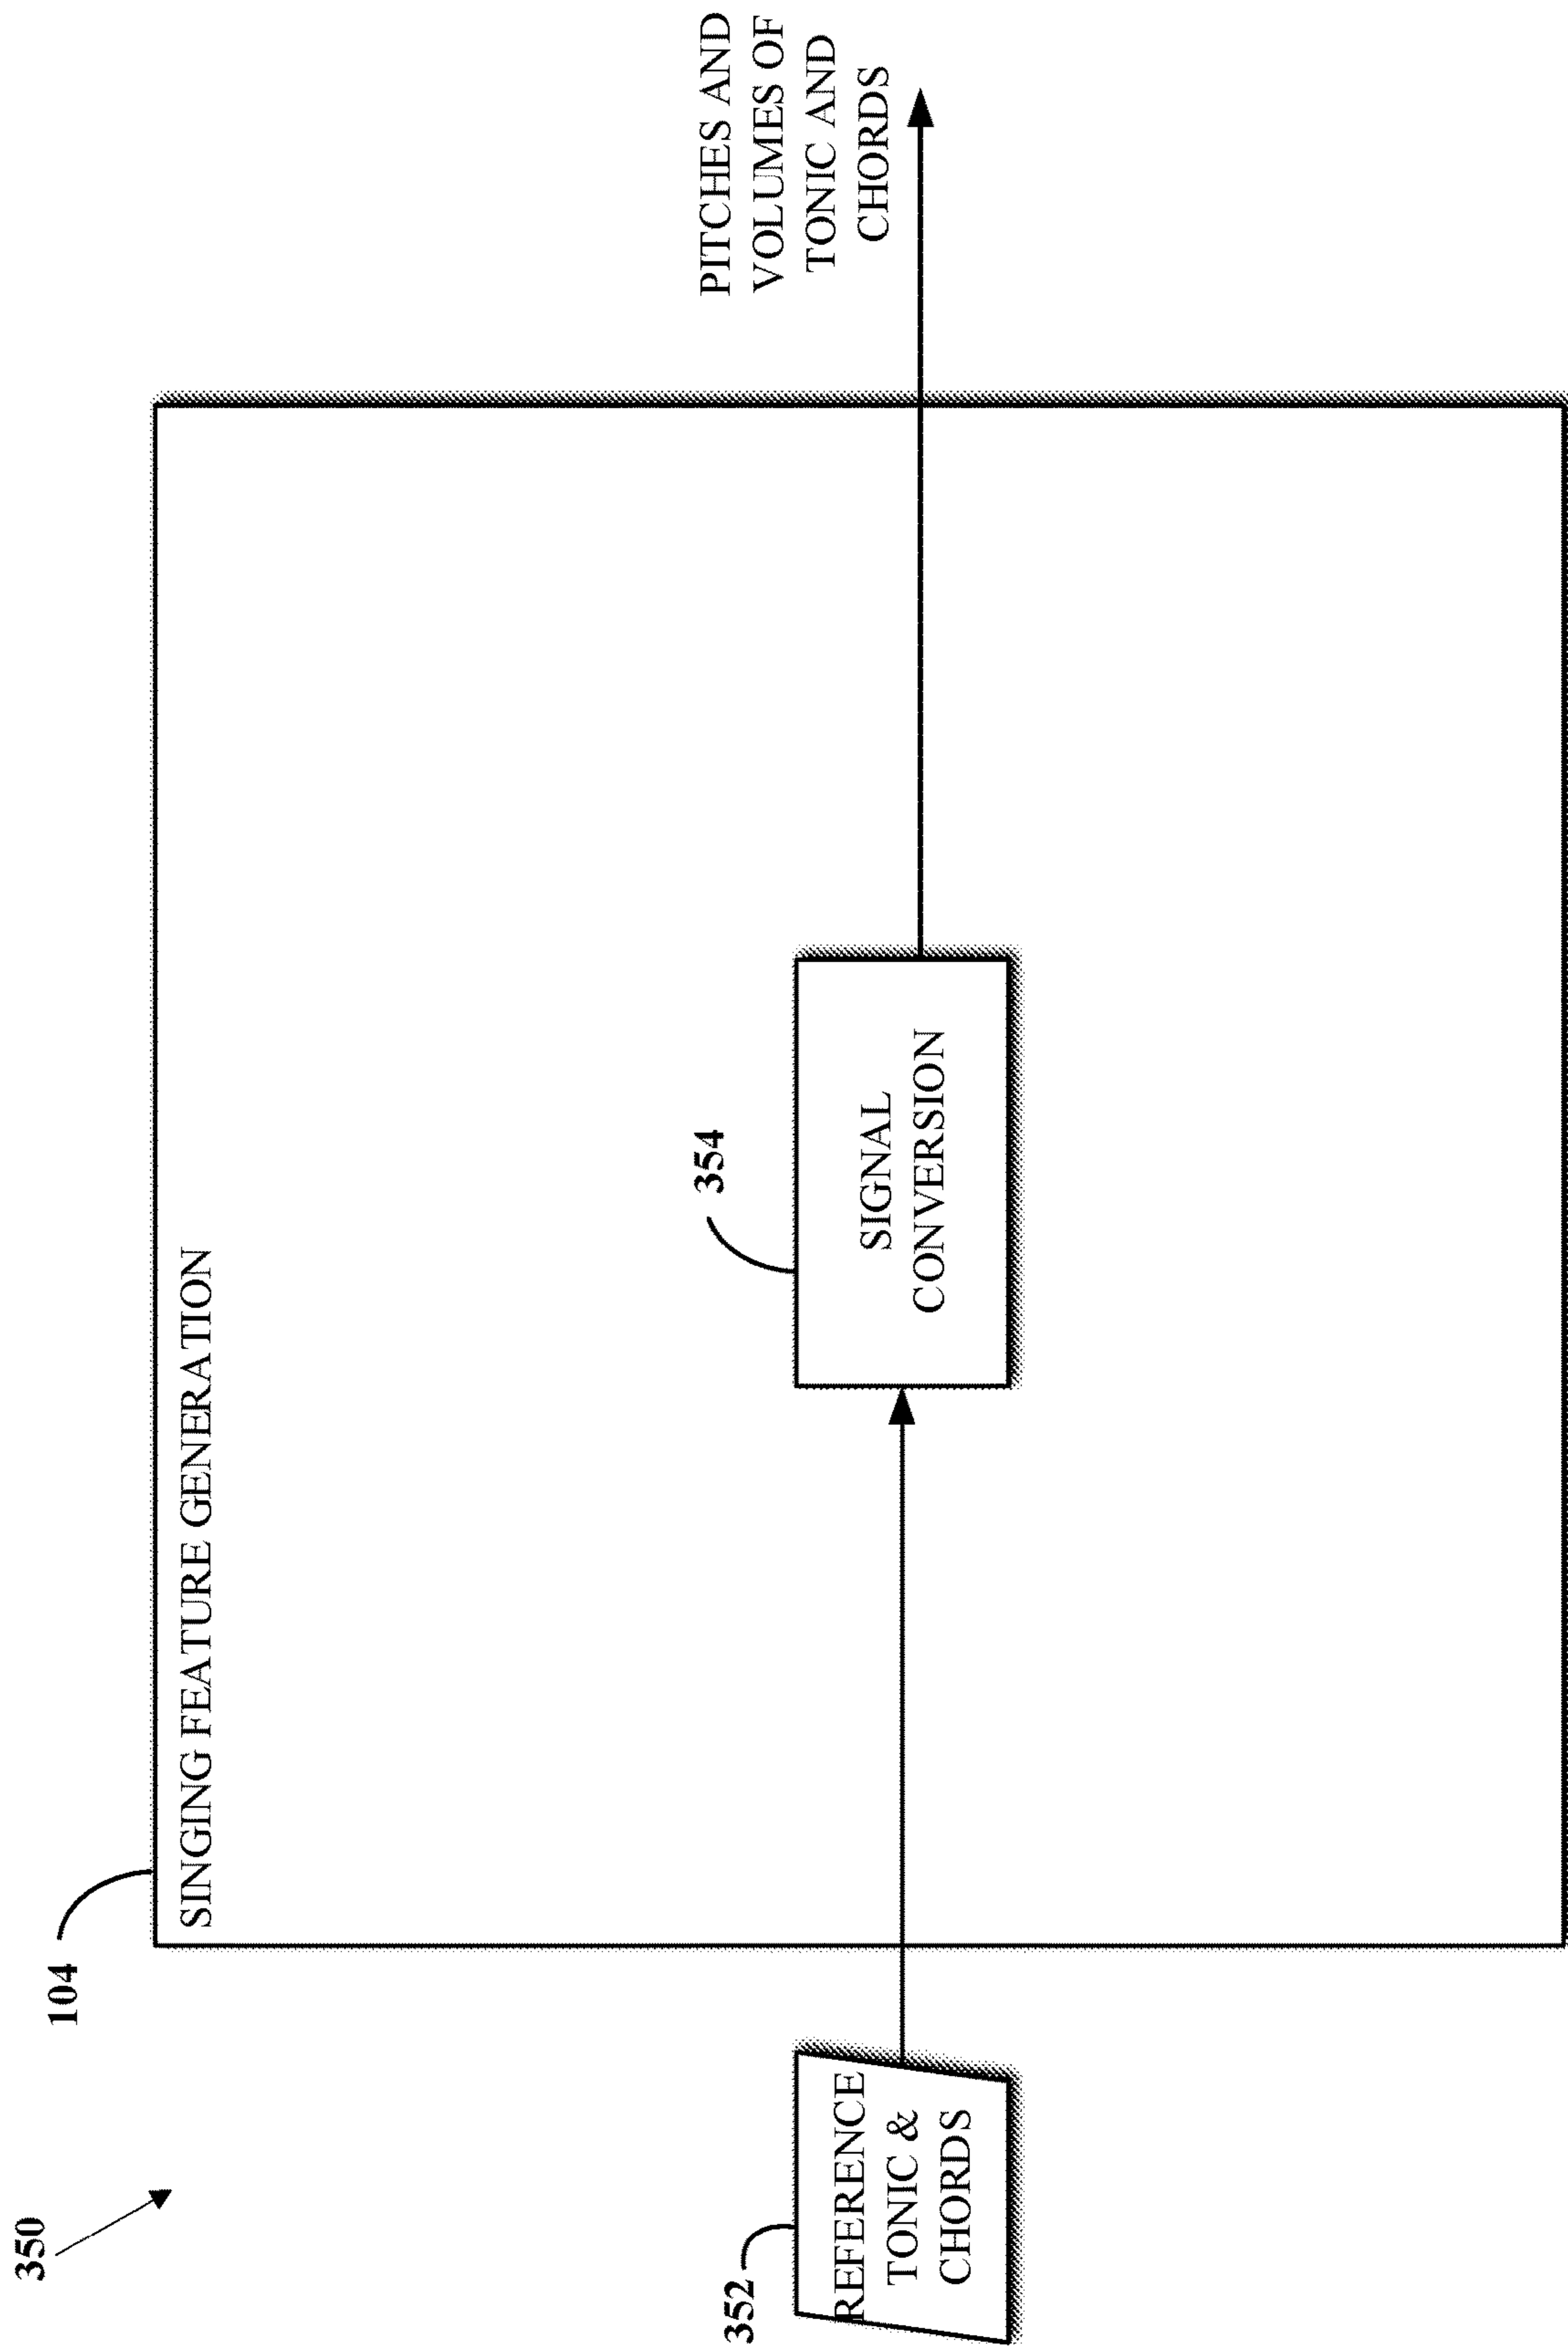 350
104
SINGING FEATURE GENERATION
352
REFERENCE
TONIC &
CHORDS
354
SIGNAL
CONVERSION
PITCHES AND
VOLUMES OF
TONIC AND
CHORDS